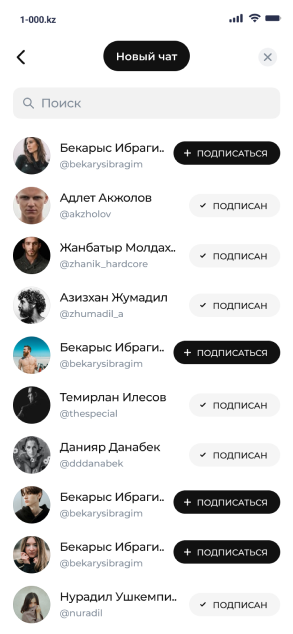 1-000.kz
Новый чат
Поиск
Бекарыс Ибраги..
@bekarysibragim
+ ПОДПИСАТЬСЯ
Адлет Акжолов
@akzholov
ПОДПИСАН
Жанбатыр Молдах..
@zhanik_hardcore
ПОДПИСАН
Азизхан Жумадил
@zhumadil_a
ПОДПИСАН
Бекарыс Ибраги..
@bekarysibragim
+ ПОДПИСАТЬСЯ
Темирлан Илесов
@thespecial
ПОДПИСАН
Данияр Данабек
@dddanabek
ПОДПИСАН
Бекарыс Ибраги..
@bekarysibragim
+ ПОДПИСАТЬСЯ
Бекарыс Ибраги..
@bekarysibragim
+ ПОДПИСАТЬСЯ
Нурадил Ушкемпи..
@nuradil
ПОДПИСАН